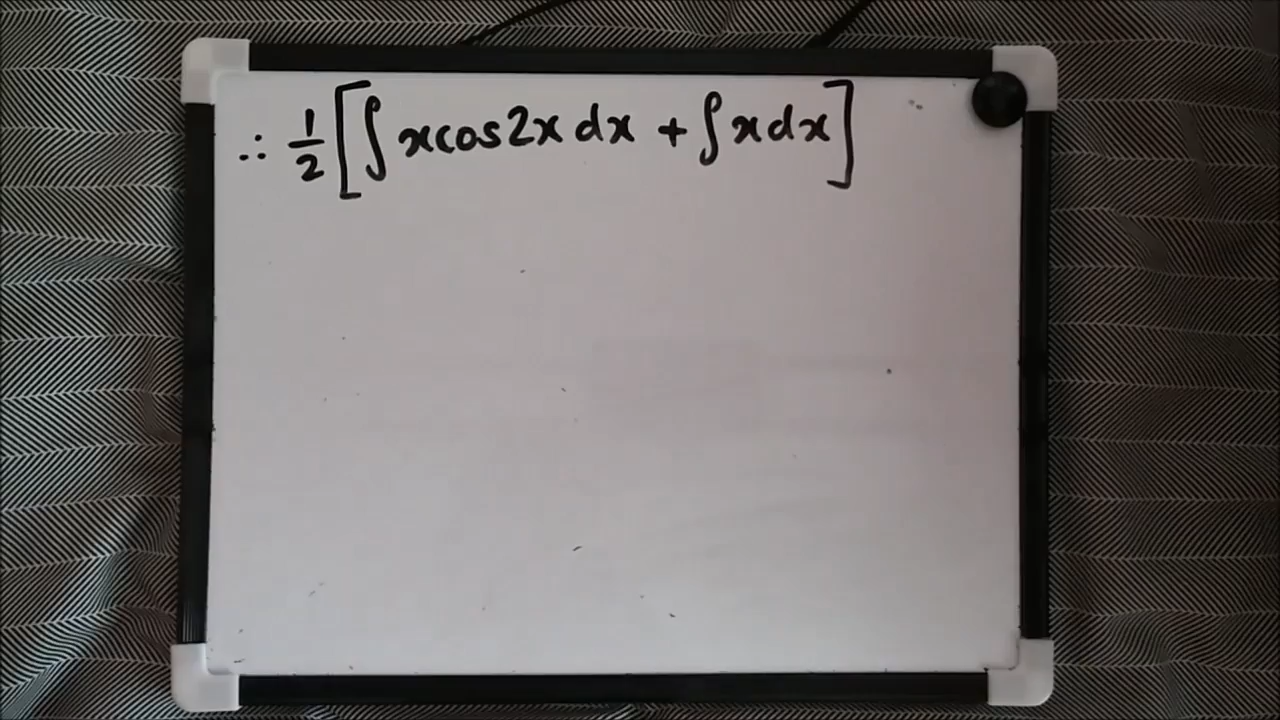 ∴ 1/2 [∫ x cos 2x dx + ∫ x dx]